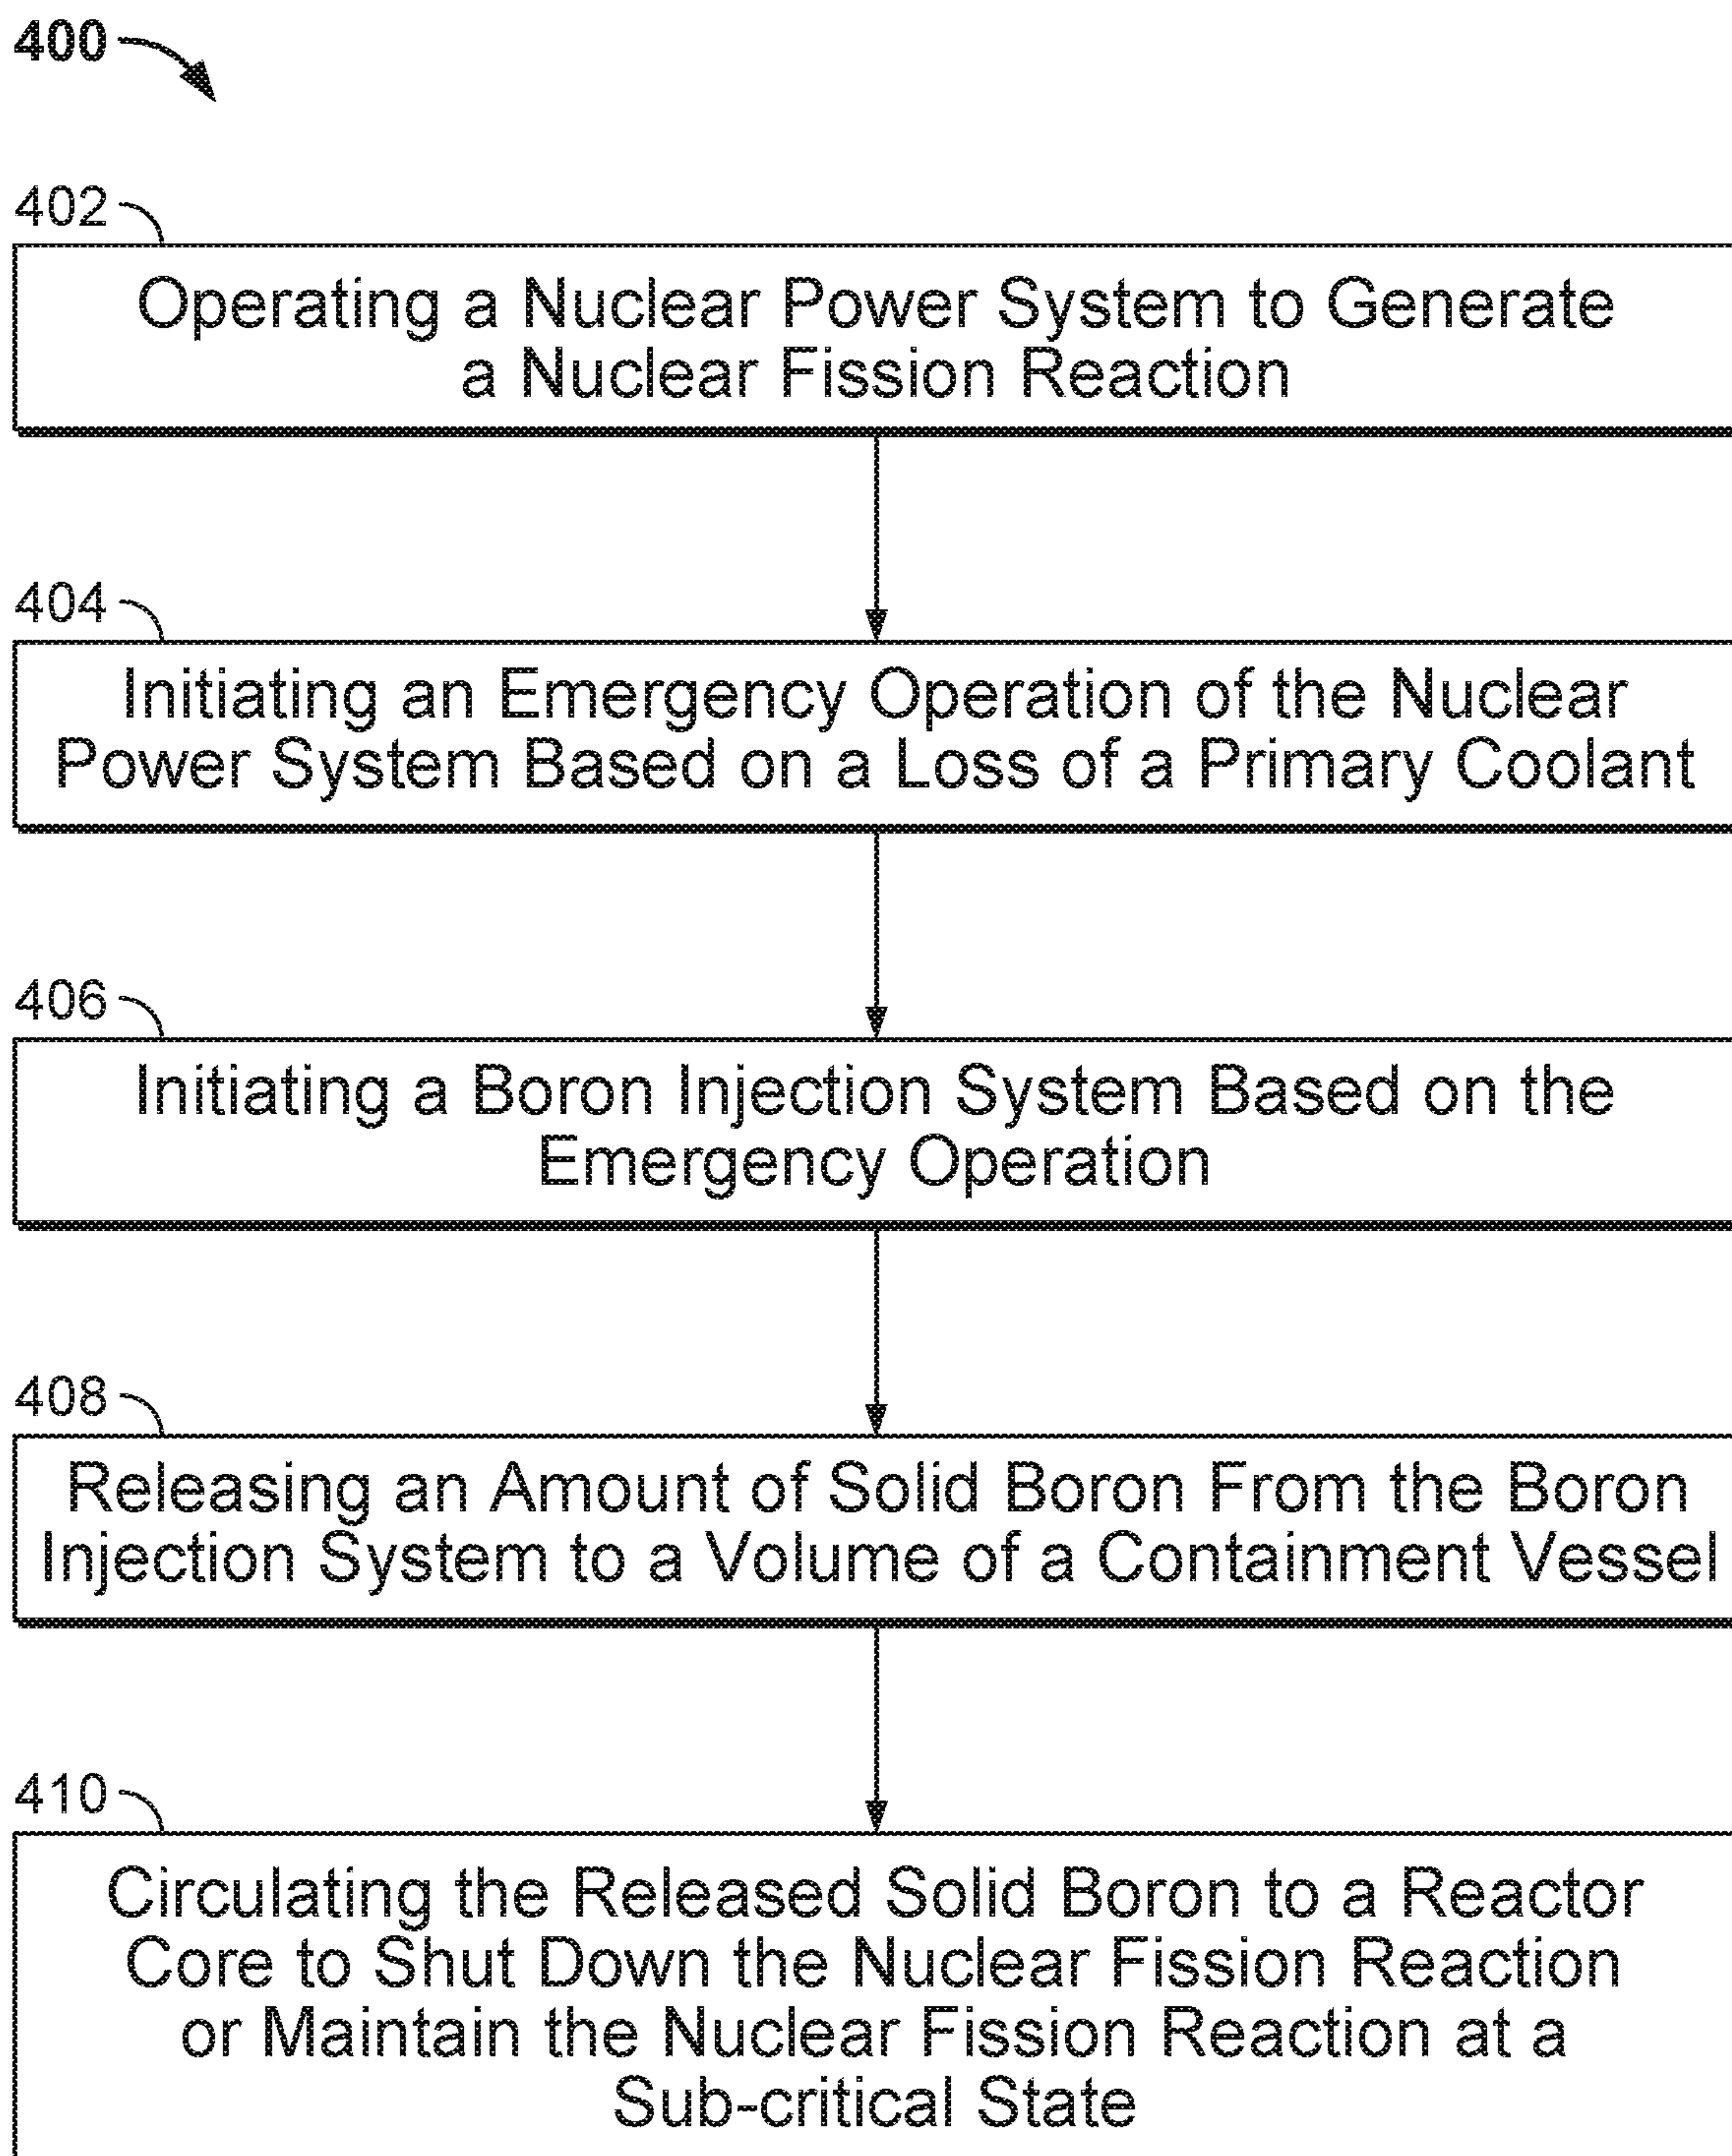 400
402
Operating a Nuclear Power System to Generate
a Nuclear Fission Reaction
404
Initiating an Emergency Operation of the Nuclear
Power System Based on a Loss of a Primary Coolant
406
Initiating a Boron Injection System Based on the
Emergency Operation
408
Releasing an Amount of Solid Boron From the Boron
Injection System to a Volume of a Containment Vessel
410
Circulating the Released Solid Boron to a Reactor
Core to Shut Down the Nuclear Fission Reaction
or Maintain the Nuclear Fission Reaction at a
Sub-critical State